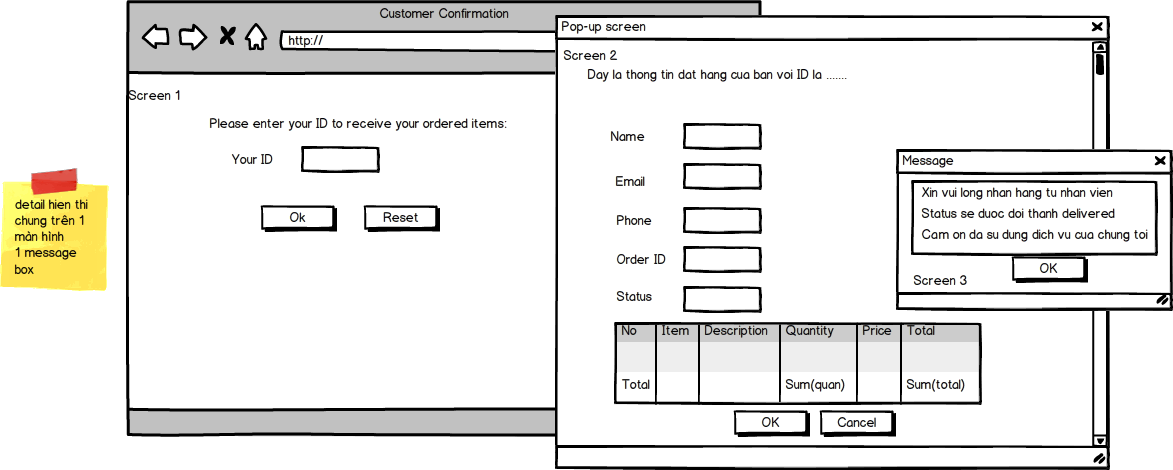 Customer Confirmation
http://
Screen 1
Please enter your ID to receive your ordered items:
Your ID
Ok Reset
detail hien thi
chung trên 1
màn hình
1 message
box
Pop-up screen
Screen 2
Day la thong tin dat hang cua ban voi ID la .......
Name
Email
Phone
Order ID
Status
No Item Description Quantity Price Total
Total Sum(quan) Sum(total)
OK Cancel
Message
Xin vui long nhan hang tu nhan vien
Status se duoc doi thanh delivered
Cam on da su dung dich vu cua chung toi
OK
Screen 3